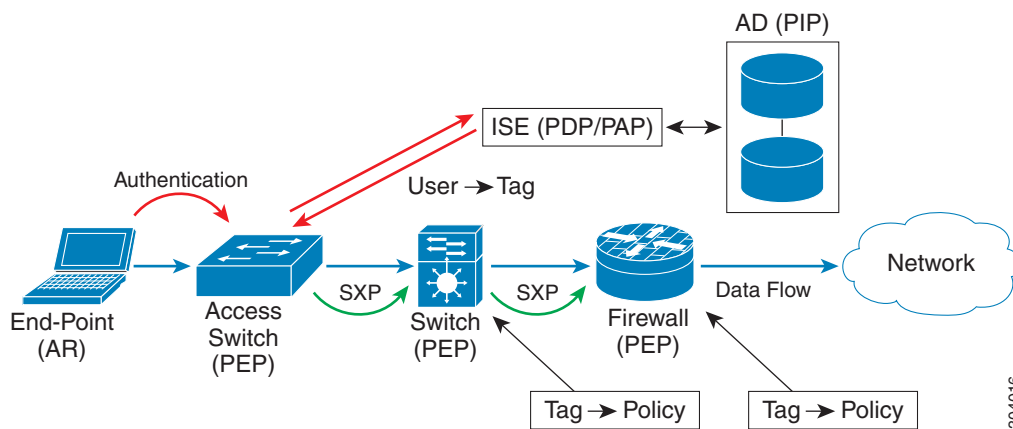 AD (PIP)
ISE (PDP/PAP)
Authentication
User → Tag
SXP
SXP
Data Flow
Network
End-Point
(AR)
Access
Switch
(PEP)
Switch
(PEP)
Firewall
(PEP)
Tag → Policy
Tag → Policy